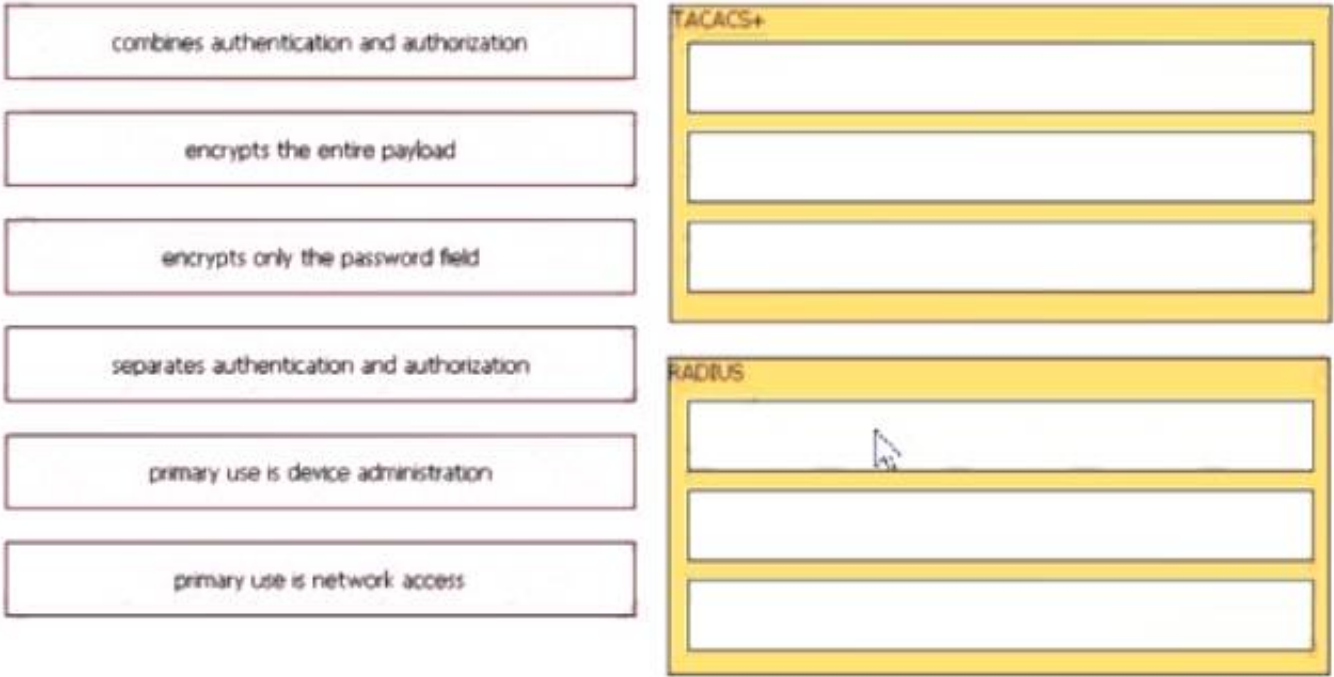 combines authentication and authorization
encrypts the entire payload
encrypts only the password field
separates authentication and authorization
primary use is device administration
primary use is network access
TACACS+
RADIUS